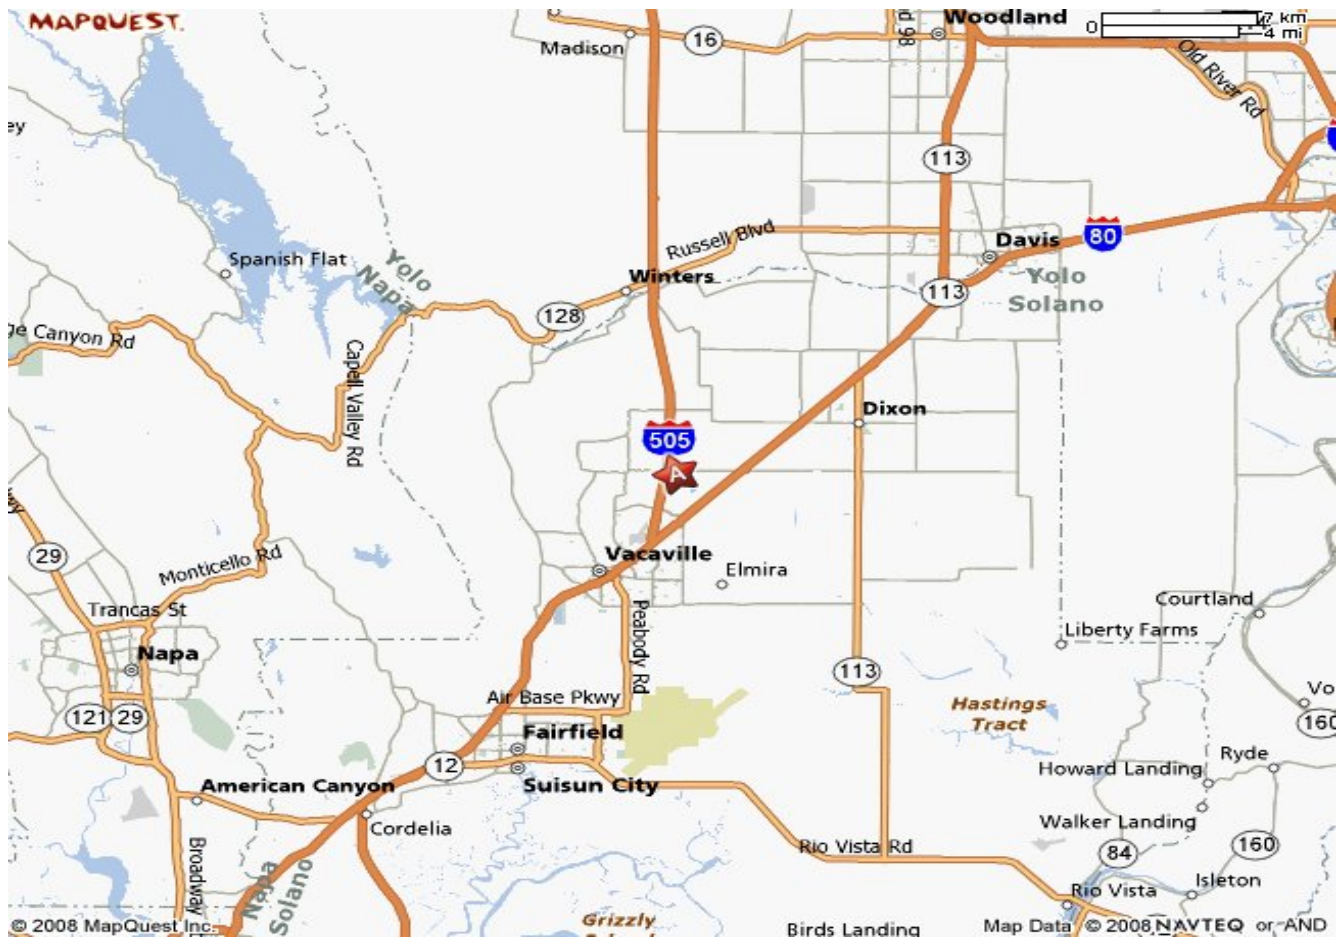 MAPQUEST.
Woodland
0
7 km
4 mi
Madison
16
Old River Rd
113
Russell Blvd
Davis
80
Spanish Flat
Yolo
Napa
Winters
Yolo
Solano
113
128
ge Canyon Rd
Capell Valley Rd
Dixon
505
A
29
Monticello Rd
Vacaville
Elmira
Trancas St
Peabody Rd
Courtland
Liberty Farms
Napa
113
Air Base Pkwy
121
29
Hastings
Tract
160
Fairfield
12
Ryde
Howard Landing
American Canyon
Suisun City
Cordelia
Walker Landing
Broadway
Rio Vista Rd
84
160
Napa
Solano
Rio Vista
Isleton
Grizzly
Birds Landing
© 2008 MapQuest Inc.
Map Data © 2008 NAVTEQ or AND